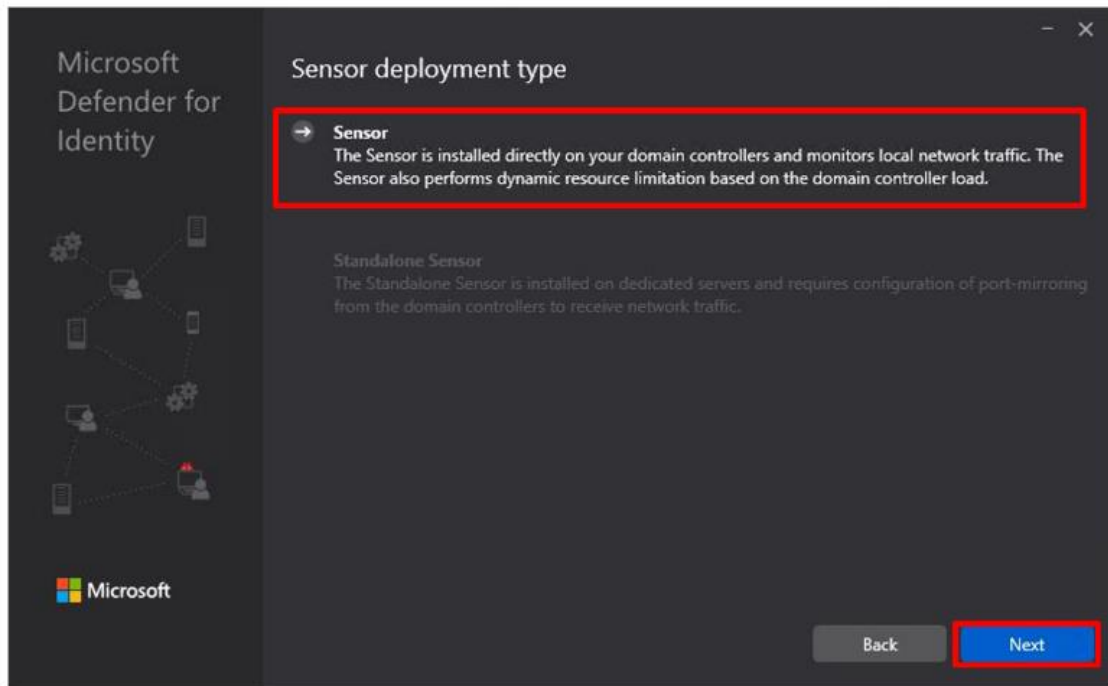 Microsoft
Defender for
Identity
Sensor deployment type
Sensor
The Sensor is installed directly on your domain controllers and monitors local network traffic. The
Sensor also performs dynamic resource limitation based on the domain controller load.
Standalone Sensor
The Standalone Sensor is installed on dedicated servers and requires configuration of port-mirroring
from the domain controllers to receive network traffic.
Microsoft
Back
Next